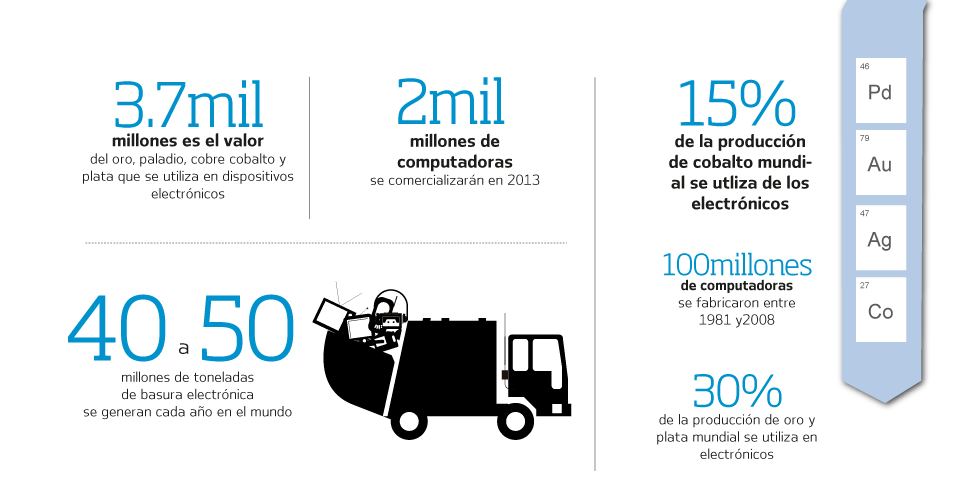 3.7mil
millones es el valor
del oro, paladio, cobre cobalto y
plata que se utiliza en dispositivos
electrónicos
2mil
millones de
computadoras
se comercializarán en 2013
40 a 50
millones de toneladas
de basura electrónica
se generan cada año en el mundo
15%
de la producción
de cobalto mundi-
al se utliza de los
electrónicos
100millones
de computadoras
se fabricaron entre
1981 y2008
30%
de la producción de oro y
plata mundial se utiliza en
electrónicos
46
Pd
79
Au
47
Ag
27
Co